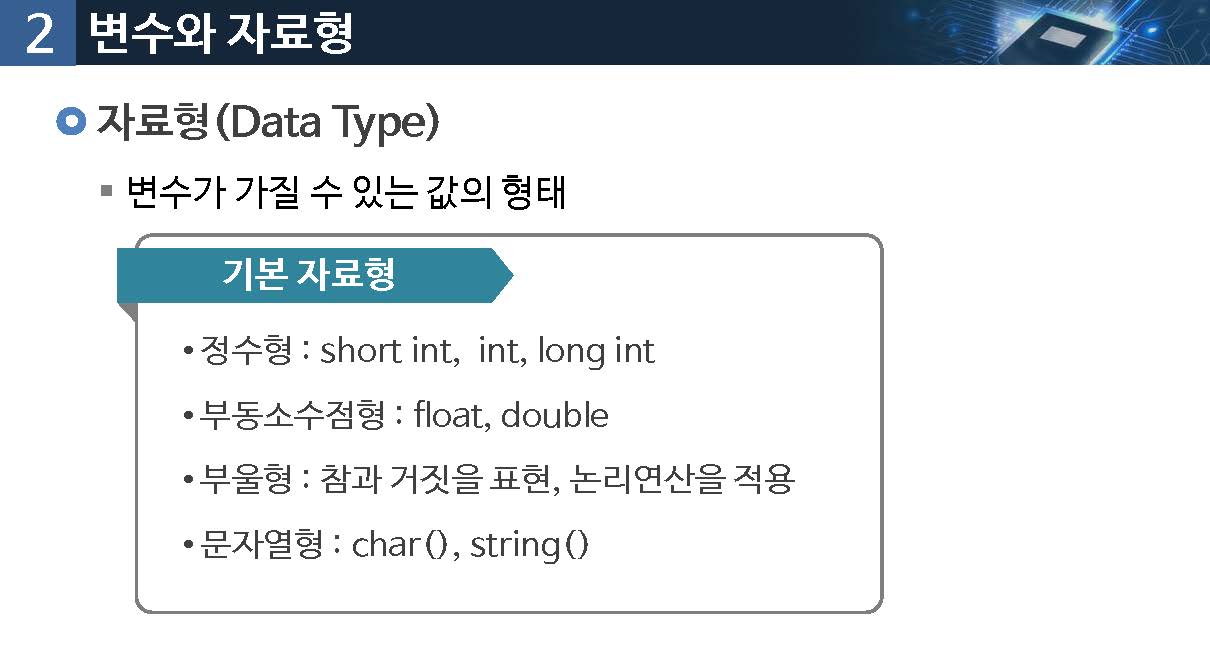 2 변수와 자료형
자료형(Data Type)
변수가 가질 수 있는 값의 형태
기본 자료형
• 정수형 : short int, int, long int
• 부동소수점형 : float, double
• 부울형 : 참과 거짓을 표현, 논리연산을 적용
• 문자열형 : char(), string()